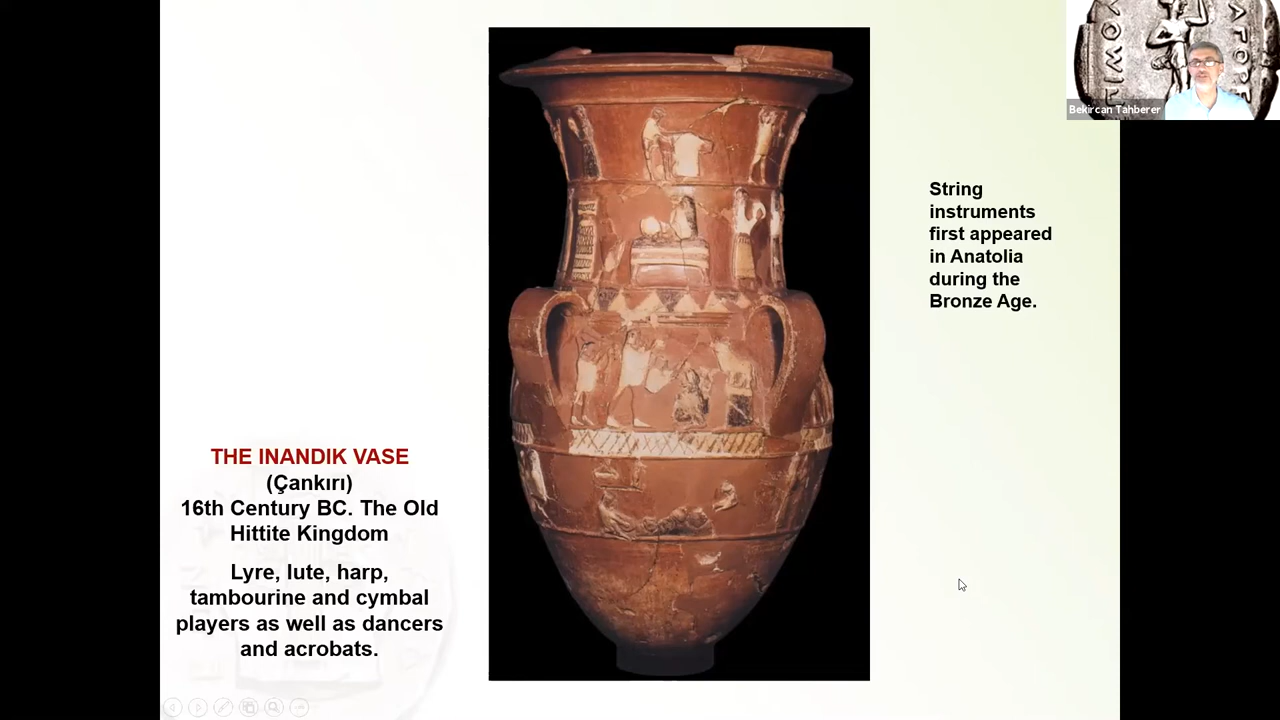 ΑΓΟΡΕ
Bekircan Tahberer
String
instruments
first appeared
in Anatolia
during the
Bronze Age.
THE INANDIK VASE
(Çankırı)
16th Century BC. The Old
Hittite Kingdom
Lyre, lute, harp,
tambourine and cymbal
players as well as dancers
and acrobats.